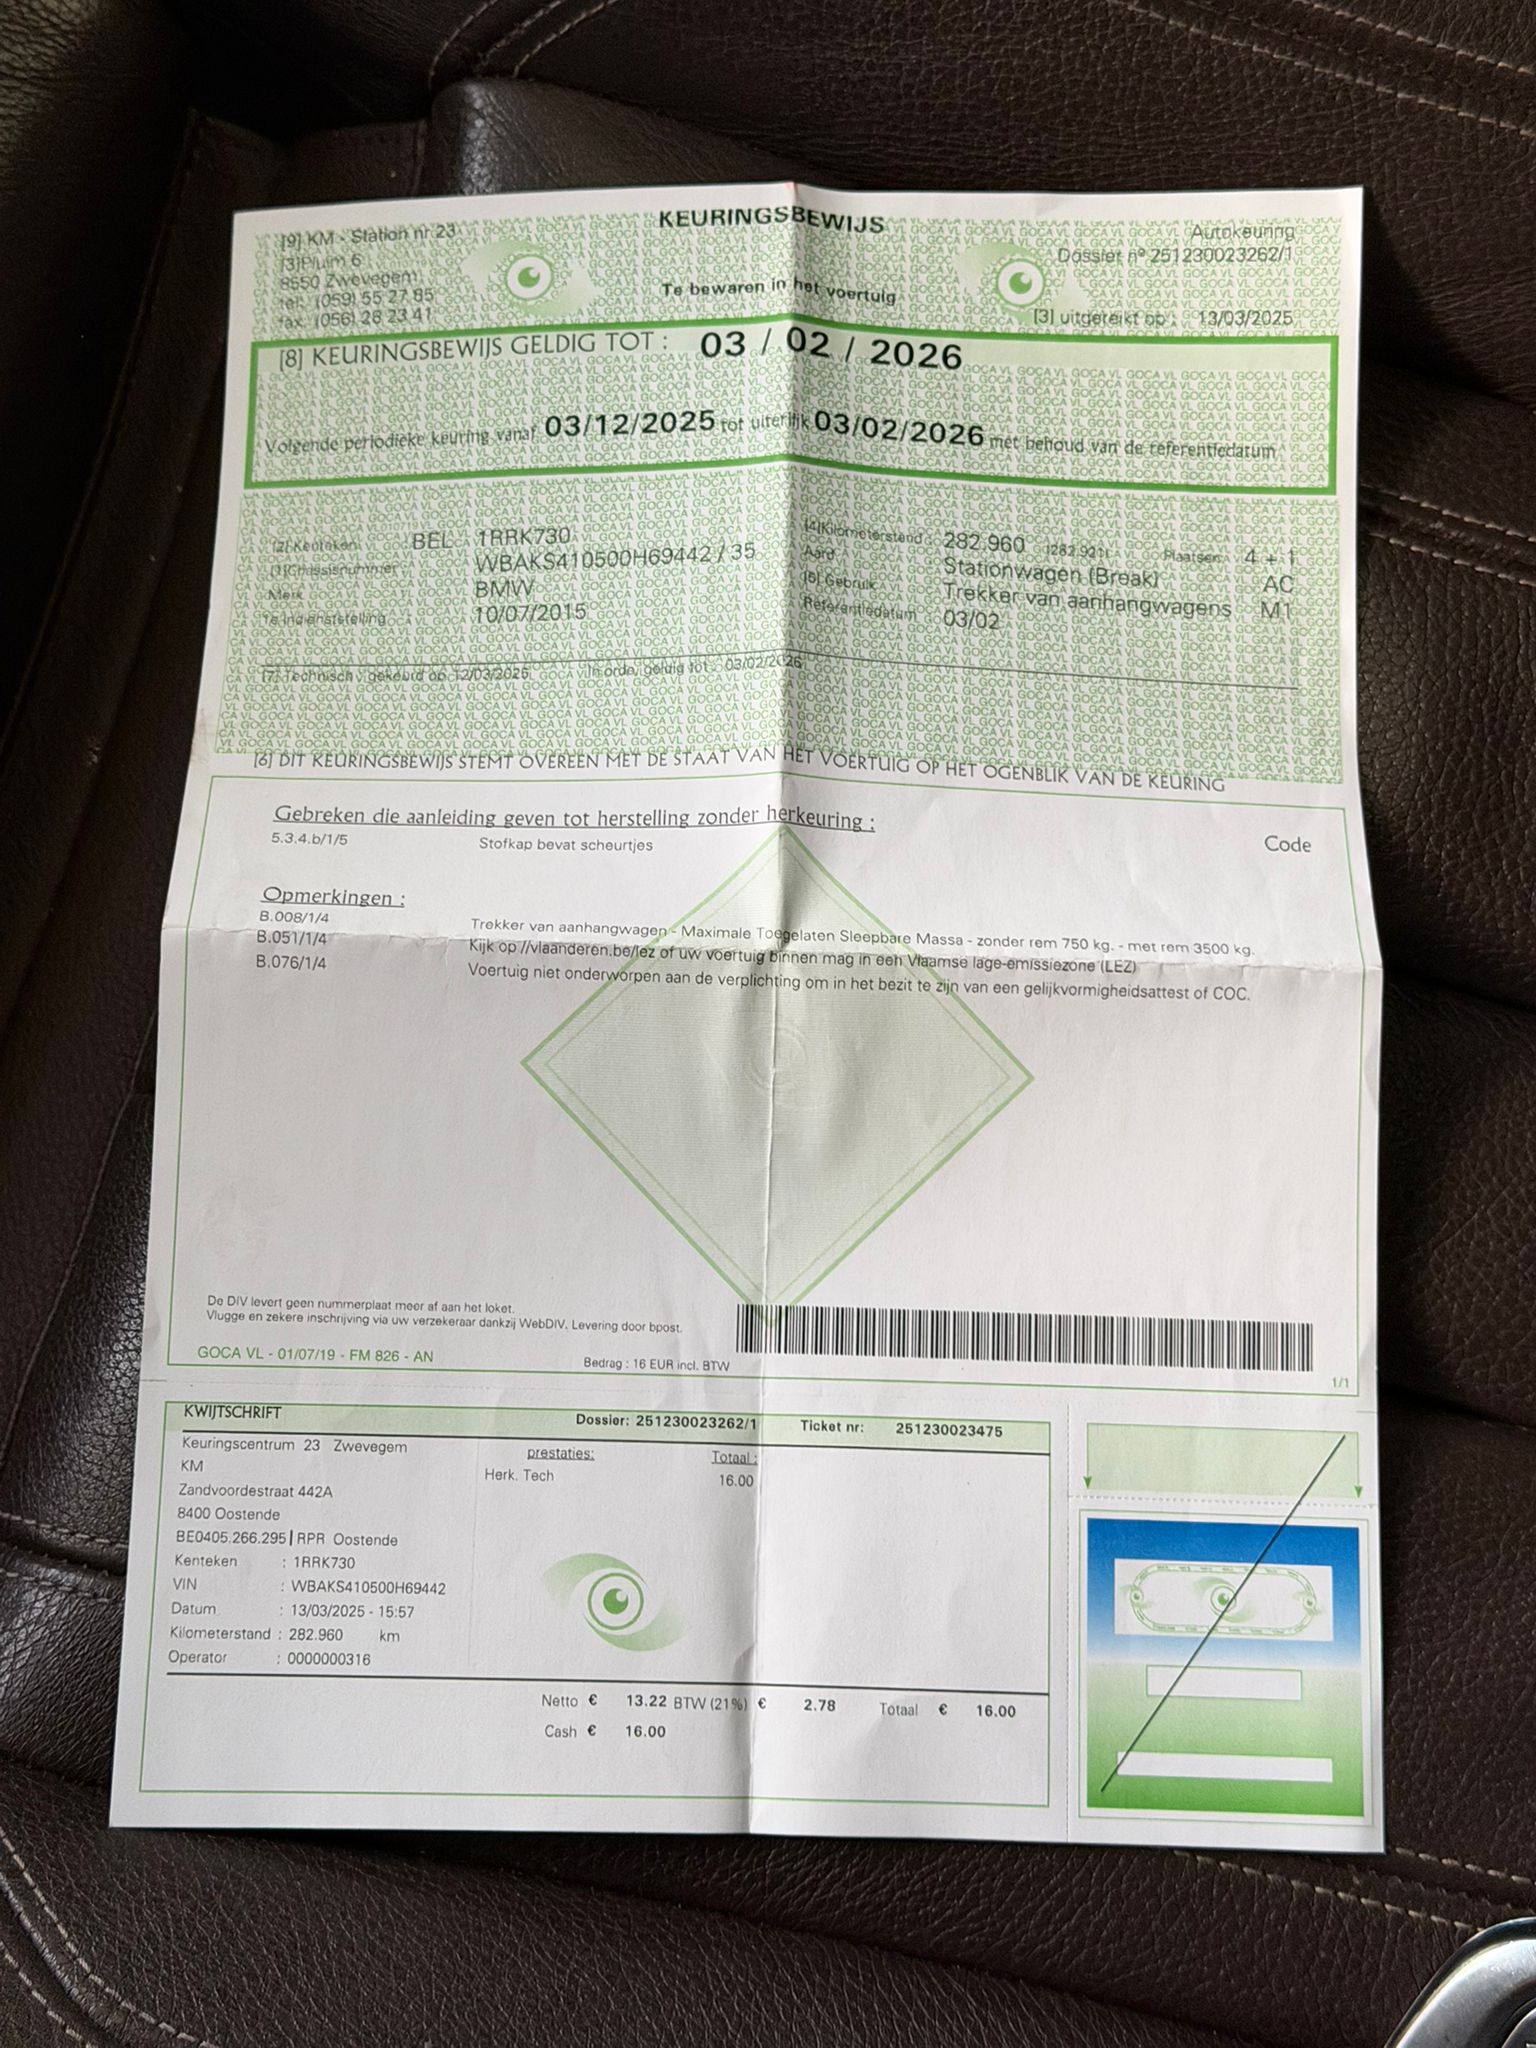 KEURINGSBEWIJS
[9] KM - Station nr 23
[3] Pluim 6
8550 Zwevegem
tel: (059) 55 27 85
fax: (056) 26 23 41
Te bewaren in het voertuig
Autokeuring
Dossier n° 251230023262/1
[3] uitgereikt op : 13/03/2025
[8] KEURINGSBEWIJS GELDIG TOT : 03 / 02 / 2026
Volgende periodieke keuring vanaf 03/12/2025 tot uiterlijk 03/02/2026 met behoud van de referentiedatum
[2] Kenteken BEL 1RRK730
[1] Chassisnummer WBAKS410500H69442 / 35
Merk BMW
1e Indienststelling 10/07/2015
[4] Kilometerstand : 282.960 (282.921) Plaatsen 4 + 1
Aard Stationwagen (Break) AC
[5] Gebruik Trekker van aanhangwagens M1
Referentiedatum 03/02
[7] Technisch : gekeurd op 12/03/2025 In orde, geldig tot : 03/02/2026
[6] DIT KEURINGSBEWIJS STEMT OVEREEN MET DE STAAT VAN HET VOERTUIG OP HET OGENBLIK VAN DE KEURING
Gebreken die aanleiding geven tot herstelling zonder herkeuring :
Code
5.3.4.b/1/5 Stofkap bevat scheurtjes
Opmerkingen :
B.008/1/4 Trekker van aanhangwagen - Maximale Toegelaten Sleepbare Massa - zonder rem 750 kg. - met rem 3500 kg.
B.051/1/4 Kijk op //vlaanderen.be/lez of uw voertuig binnen mag in een Vlaamse lage-emissiezone (LEZ)
B.076/1/4 Voertuig niet onderworpen aan de verplichting om in het bezit te zijn van een gelijkvormigheidsattest of COC.
De DIV levert geen nummerplaat meer af aan het loket.
Vlugge en zekere inschrijving via uw verzekeraar dankzij WebDIV. Levering door bpost.
GOCA VL - 01/07/19 - FM 826 - AN
Bedrag : 16 EUR incl. BTW
1/1
KWIJTSCHRIFT
Dossier: 251230023262/1 Ticket nr: 251230023475
Keuringscentrum 23 Zwevegem
KM
Zandvoordestraat 442A
8400 Oostende
BE0405.266.295 | RPR Oostende
Kenteken : 1RRK730
VIN : WBAKS410500H69442
Datum : 13/03/2025 - 15:57
Kilometerstand : 282.960 km
Operator : 0000000316
prestaties: Totaal :
Herk. Tech 16.00
Netto € 13.22 BTW (21%) € 2.78 Totaal € 16.00
Cash € 16.00